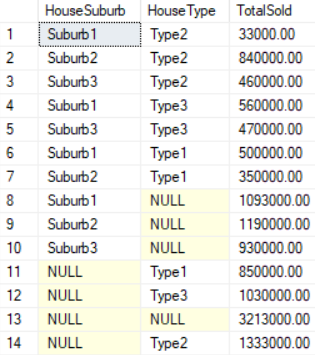 HouseSuburb HouseType TotalSold
1 Suburb1 Type2 33000.00
2 Suburb2 Type2 840000.00
3 Suburb3 Type2 460000.00
4 Suburb1 Type3 560000.00
5 Suburb3 Type3 470000.00
6 Suburb1 Type1 500000.00
7 Suburb2 Type1 350000.00
8 Suburb1 NULL 1093000.00
9 Suburb2 NULL 1190000.00
10 Suburb3 NULL 930000.00
11 NULL Type1 850000.00
12 NULL Type3 1030000.00
13 NULL NULL 3213000.00
14 NULL Type2 1333000.00